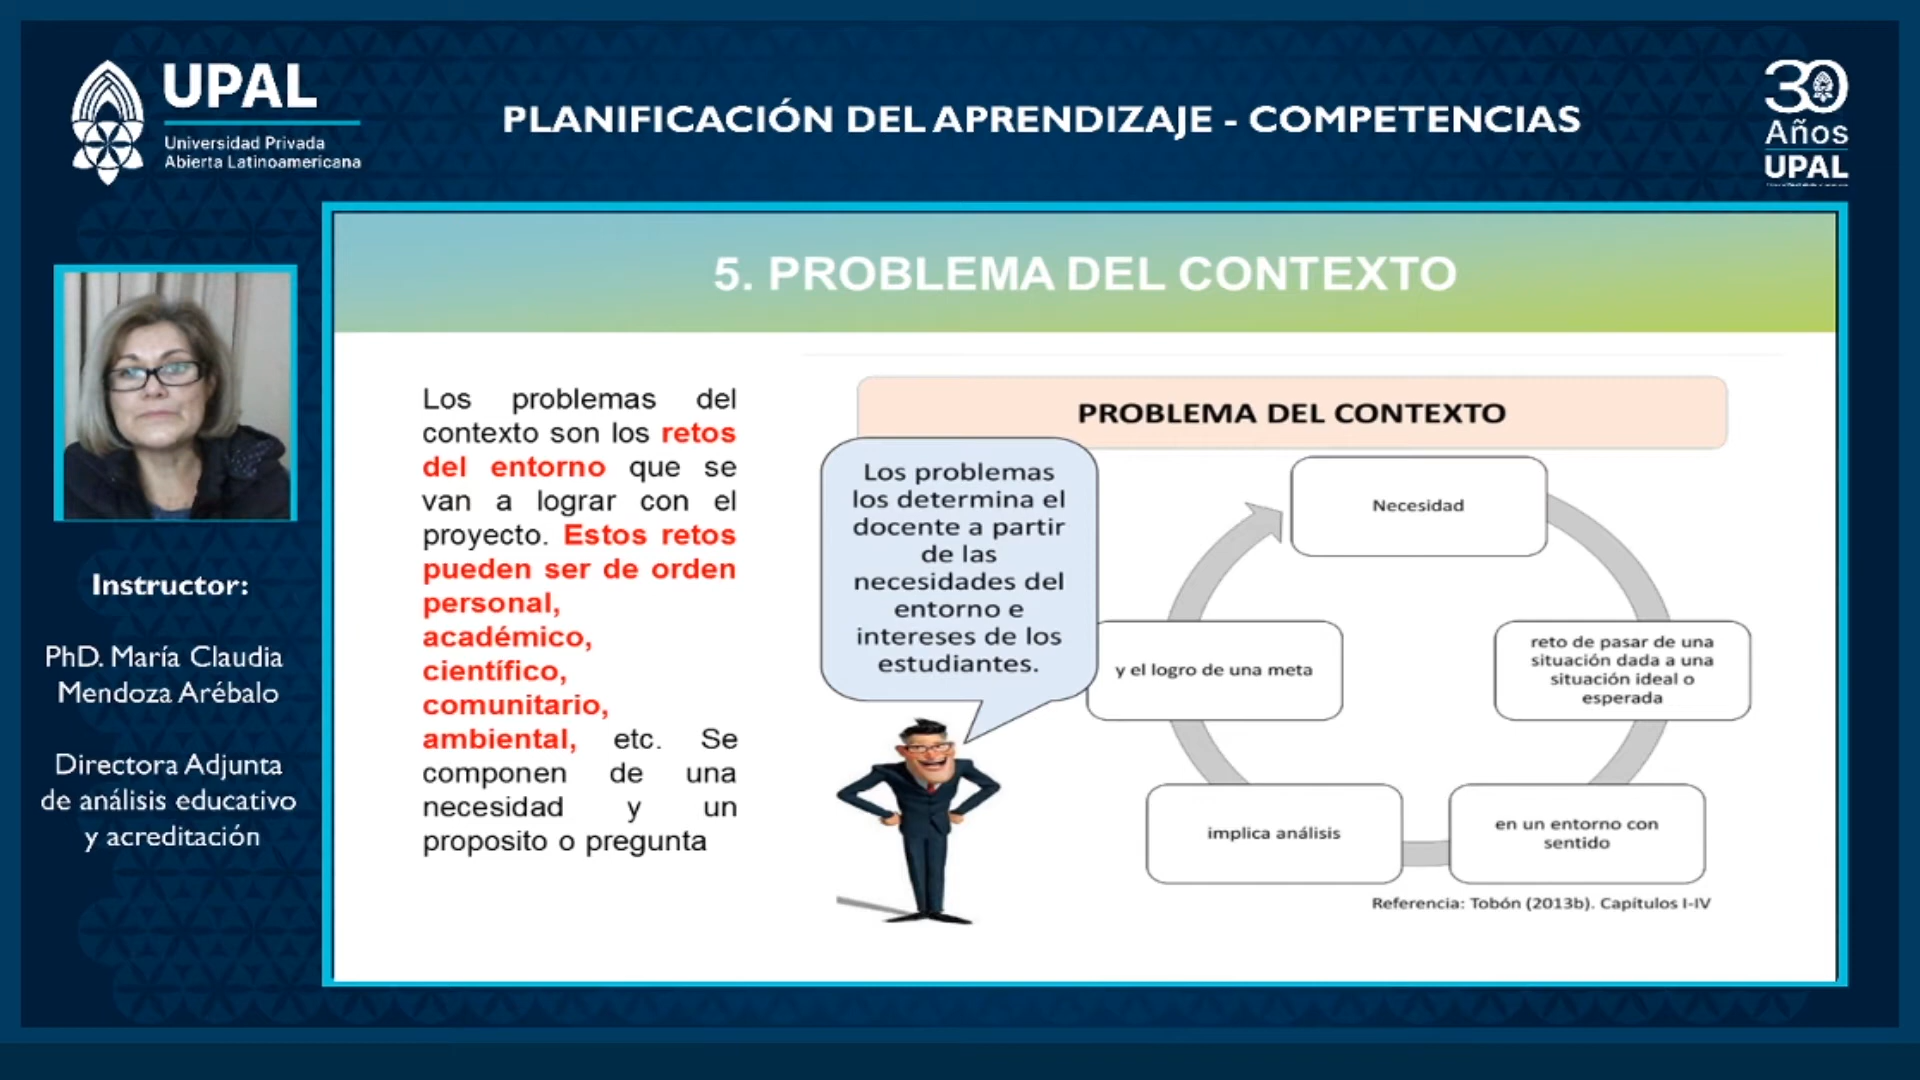 UPAL
Universidad Privada
Abierta Latinoamericana
PLANIFICACIÓN DEL APRENDIZAJE - COMPETENCIAS
30
Años
UPAL
Instructor:
PhD. María Claudia
Mendoza Arébalo
Directora Adjunta
de análisis educativo
y acreditación
5. PROBLEMA DEL CONTEXTO
Los problemas del
contexto son los retos
del entorno que se
van a lograr con el
proyecto. Estos retos
pueden ser de orden
personal,
académico,
científico,
comunitario,
ambiental, etc. Se
componen de una
necesidad y un
proposito o pregunta
PROBLEMA DEL CONTEXTO
Los problemas
los determina el
docente a partir
de las
necesidades del
entorno e
intereses de los
estudiantes.
Necesidad
reto de pasar de una
situación dada a una
situación ideal o
esperada
en un entorno con
sentido
implica análisis
y el logro de una meta
Referencia: Tobón (2013b). Capítulos I-IV